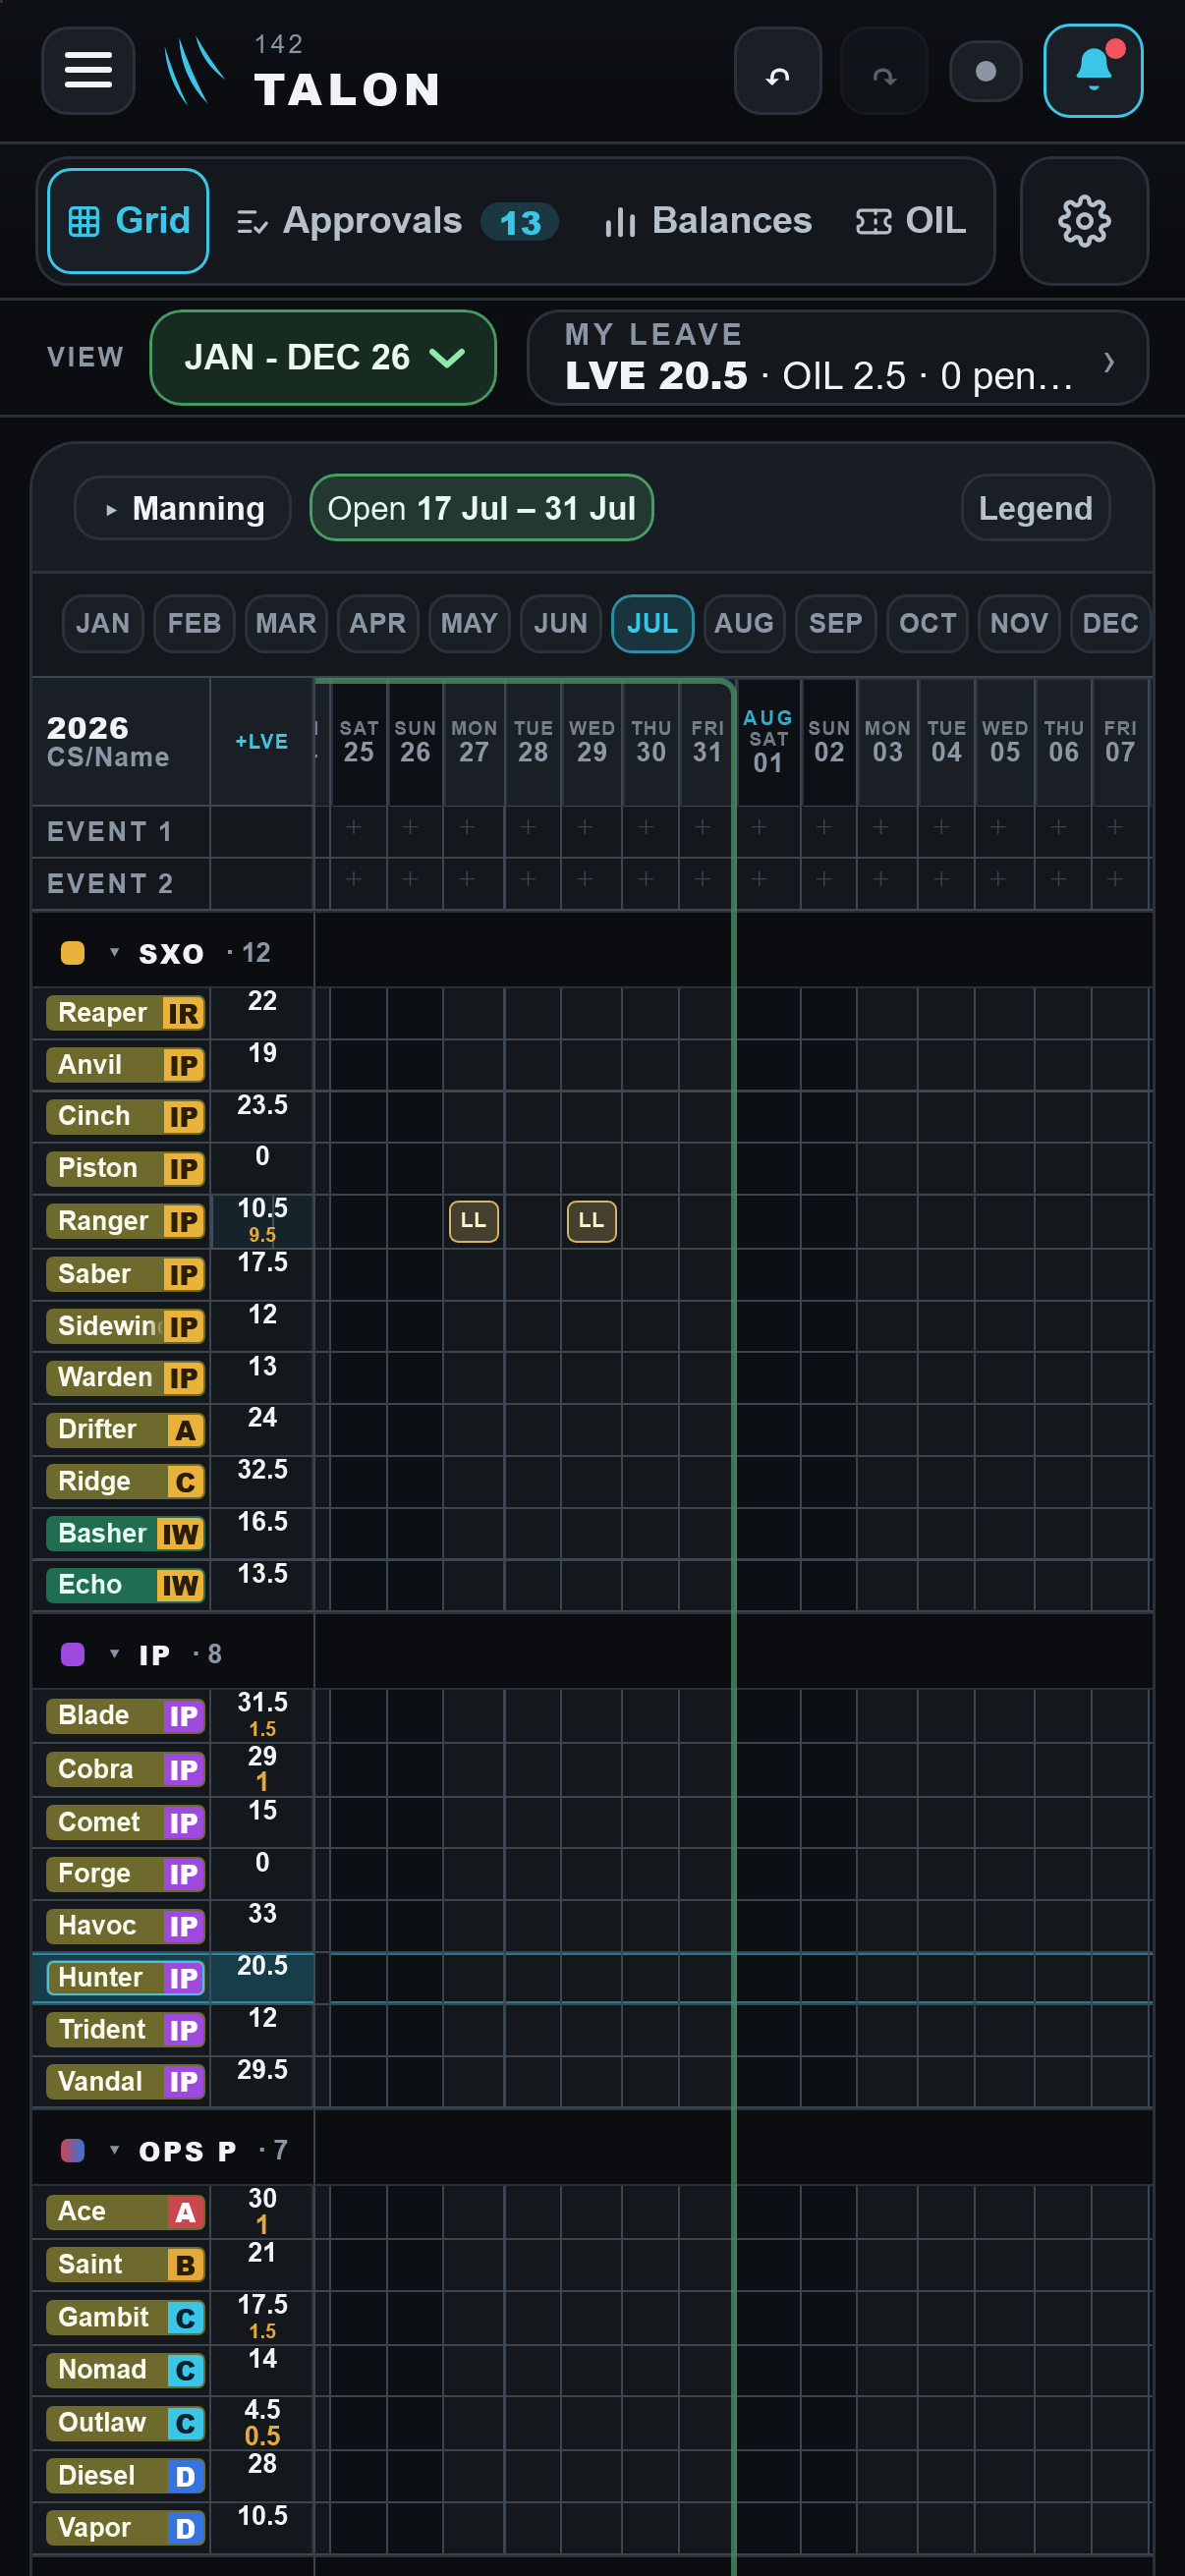 142
TALON
Grid
Approvals 13
Balances
OIL
VIEW
JAN - DEC 26
MY LEAVE
LVE 20.5 · OIL 2.5 · 0 pen…
Manning
Open 17 Jul – 31 Jul
Legend
JAN FEB MAR APR MAY JUN JUL AUG SEP OCT NOV DEC
2026
CS/Name
+LVE
SAT 25
SUN 26
MON 27
TUE 28
WED 29
THU 30
FRI 31
AUG SAT 01
SUN 02
MON 03
TUE 04
WED 05
THU 06
FRI 07
EVENT 1 + + + + + + + + + + + + + +
EVENT 2 + + + + + + + + + + + + + +
SXO · 12
Reaper IR 22
Anvil IP 19
Cinch IP 23.5
Piston IP 0
Ranger IP 10.5 9.5 LL LL
Saber IP 17.5
Sidewin IP 12
Warden IP 13
Drifter A 24
Ridge C 32.5
Basher IW 16.5
Echo IW 13.5
IP · 8
Blade IP 31.5 1.5
Cobra IP 29 1
Comet IP 15
Forge IP 0
Havoc IP 33
Hunter IP 20.5
Trident IP 12
Vandal IP 29.5
OPS P · 7
Ace A 30 1
Saint B 21
Gambit C 17.5 1.5
Nomad C 14
Outlaw C 4.5 0.5
Diesel D 28
Vapor D 10.5